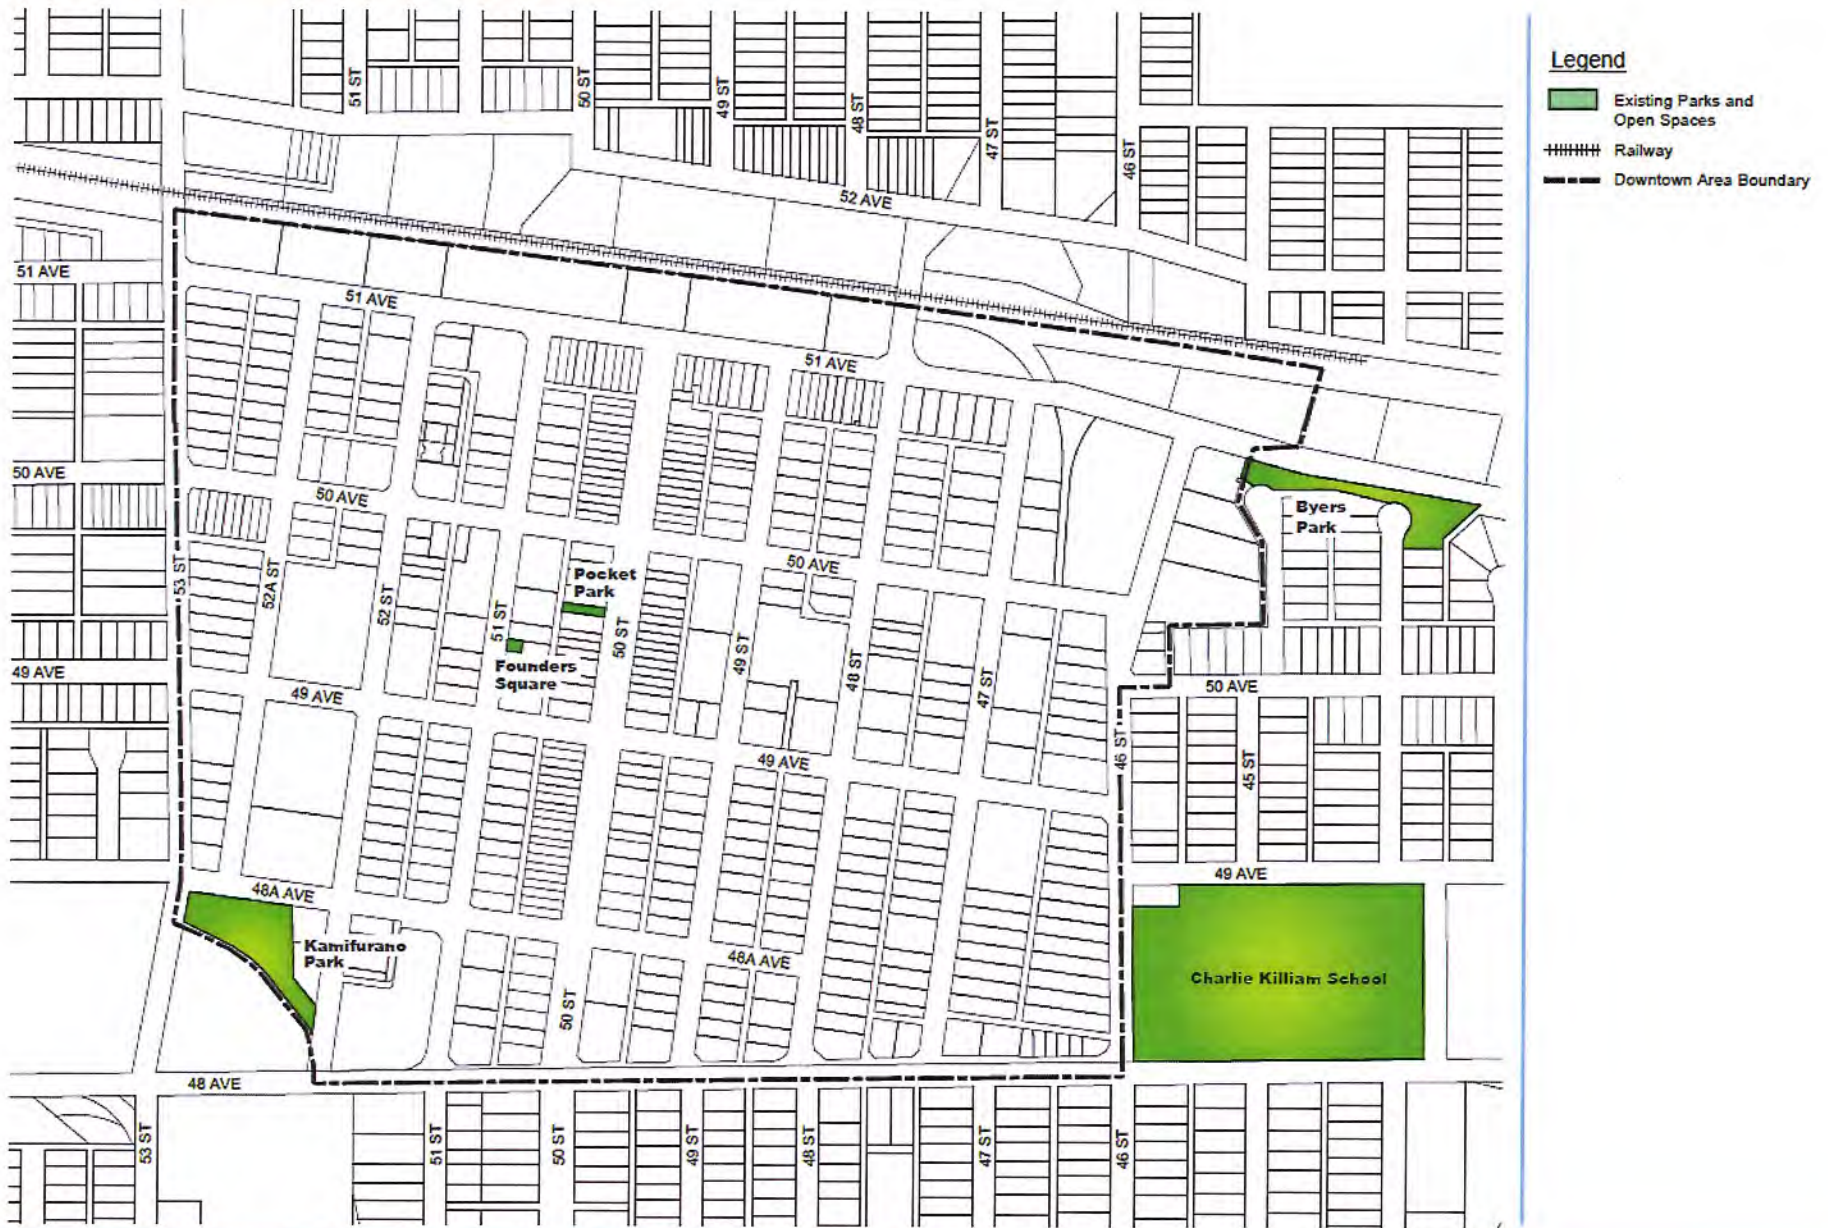 51 ST
50 ST
49 ST
48 ST
47 ST
46 ST
52 AVE
51 AVE
51 AVE
51 AVE
50 AVE
50 AVE
50 AVE
53 ST
52A ST
52 ST
51 ST
Pocket
Park
50 ST
49 ST
48 ST
47 ST
Founders
Square
Byers
Park
49 AVE
49 AVE
50 AVE
46 ST
45 ST
49 AVE
49 AVE
48A AVE
Kamifurano
Park
48A AVE
Charlie Killiam School
50 ST
48 AVE
53 ST
51 ST
50 ST
49 ST
48 ST
47 ST
46 ST
Legend
Existing Parks and
Open Spaces
Railway
Downtown Area Boundary